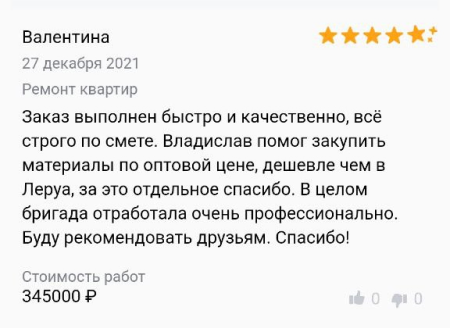 Валентина
27 декабря 2021
Ремонт квартир
Заказ выполнен быстро и качественно, всё
строго по смете. Владислав помог закупить
материалы по оптовой цене, дешевле чем в
Леруа, за это отдельное спасибо. В целом
бригада отработала очень профессионально.
Буду рекомендовать друзьям. Спасибо!
Стоимость работ
345000 ₽
0 0